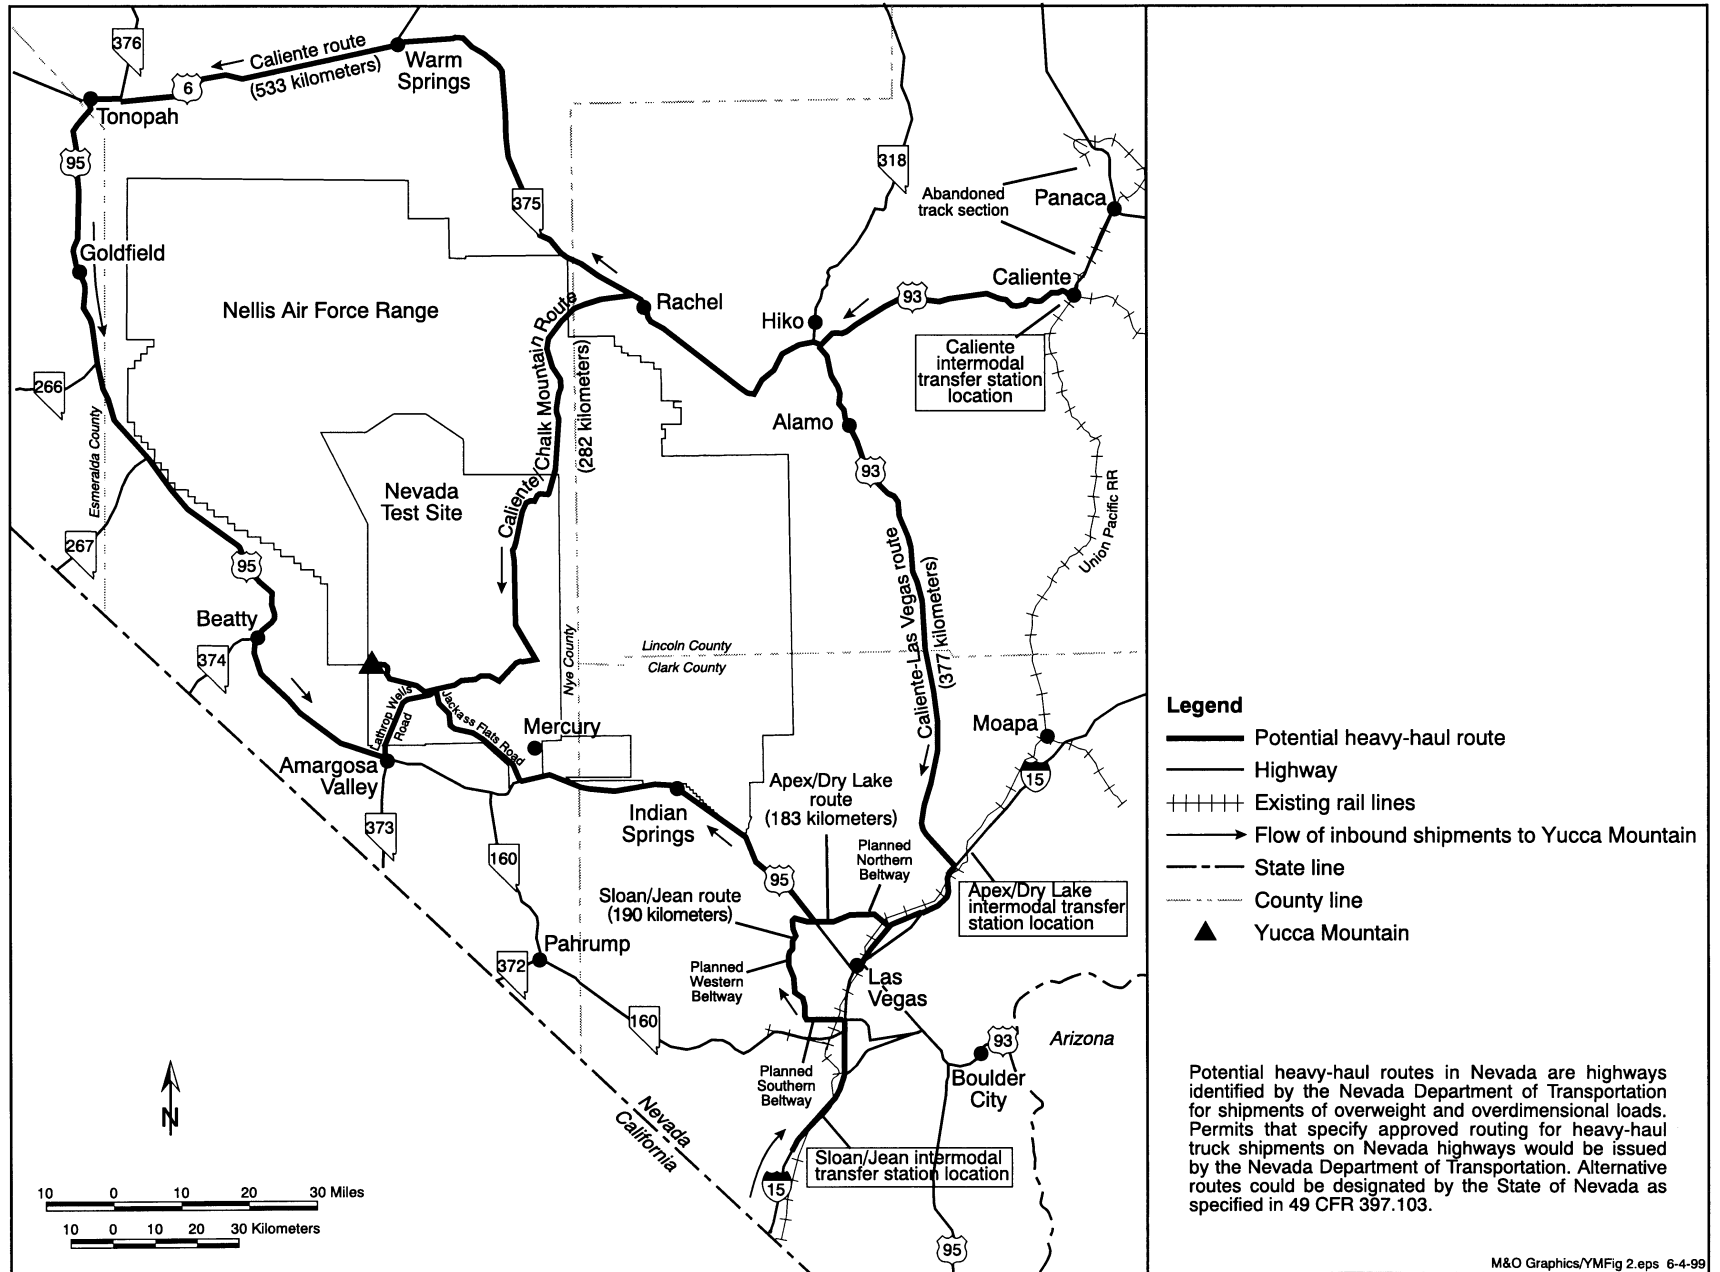 376
Caliente route
(533 kilometers)
6
Warm
Springs
Tonopah
95
375
318
Abandoned
track section
Panaca
Goldfield
Nellis Air Force Range
Rachel
Hiko
93
Caliente
Caliente
intermodal
transfer station
location
266
Esmeralda County
Caliente/Chalk Mountain Route
(282 kilometers)
Alamo
93
Nevada
Test Site
Union Pacific RR
267
95
Caliente-Las Vegas route
(377 kilometers)
Beatty
374
Nye County
Lincoln County
Clark County
Lathrop Wells
Road
Jackass Flats Road
Mercury
Moapa
15
Amargosa
Valley
373
160
Indian
Springs
Apex/Dry Lake
route
(183 kilometers)
Planned
Northern
Beltway
95
Sloan/Jean route
(190 kilometers)
Apex/Dry Lake
intermodal transfer
station location
Pahrump
372
Planned
Western
Beltway
Las
Vegas
160
93
Arizona
Boulder
City
Planned
Southern
Beltway
N
Nevada
California
Sloan/Jean intermodal
transfer station location
15
95
10 0 10 20 30 Miles
10 0 10 20 30 Kilometers
Legend
Potential heavy-haul route
Highway
Existing rail lines
Flow of inbound shipments to Yucca Mountain
State line
County line
Yucca Mountain
Potential heavy-haul routes in Nevada are highways
identified by the Nevada Department of Transportation
for shipments of overweight and overdimensional loads.
Permits that specify approved routing for heavy-haul
truck shipments on Nevada highways would be issued
by the Nevada Department of Transportation. Alternative
routes could be designated by the State of Nevada as
specified in 49 CFR 397.103.
M&O Graphics/YMFig 2.eps 6-4-99